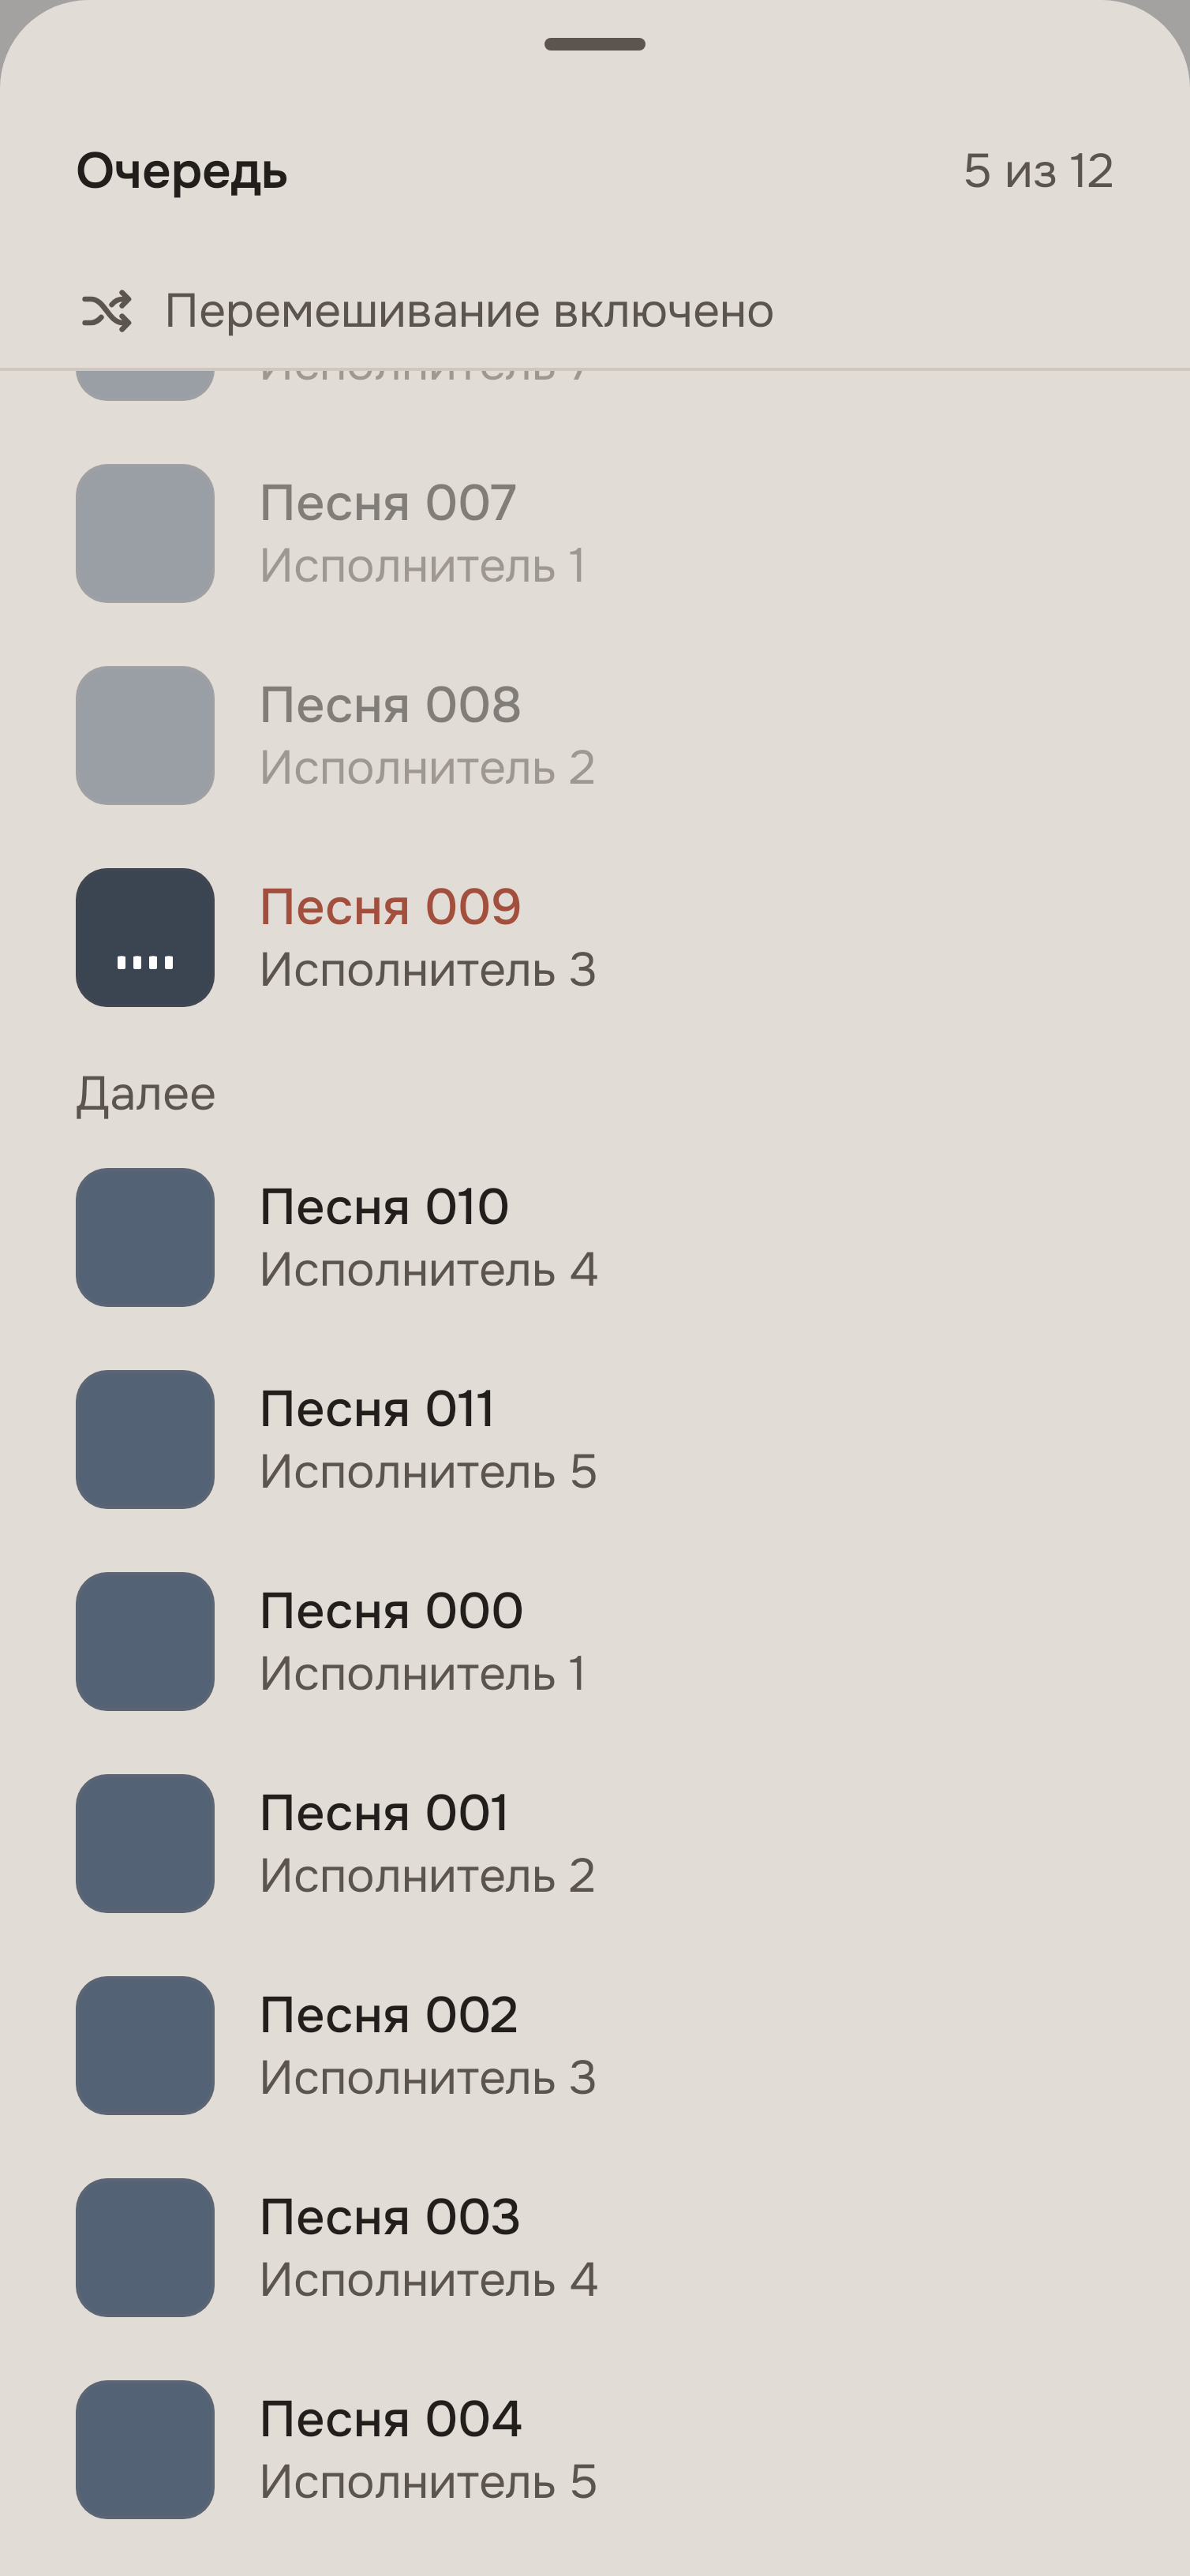 Очередь
5 из 12
Перемешивание включено
Песня 007
Исполнитель 1
Песня 008
Исполнитель 2
Песня 009
Исполнитель 3
Далее
Песня 010
Исполнитель 4
Песня 011
Исполнитель 5
Песня 000
Исполнитель 1
Песня 001
Исполнитель 2
Песня 002
Исполнитель 3
Песня 003
Исполнитель 4
Песня 004
Исполнитель 5